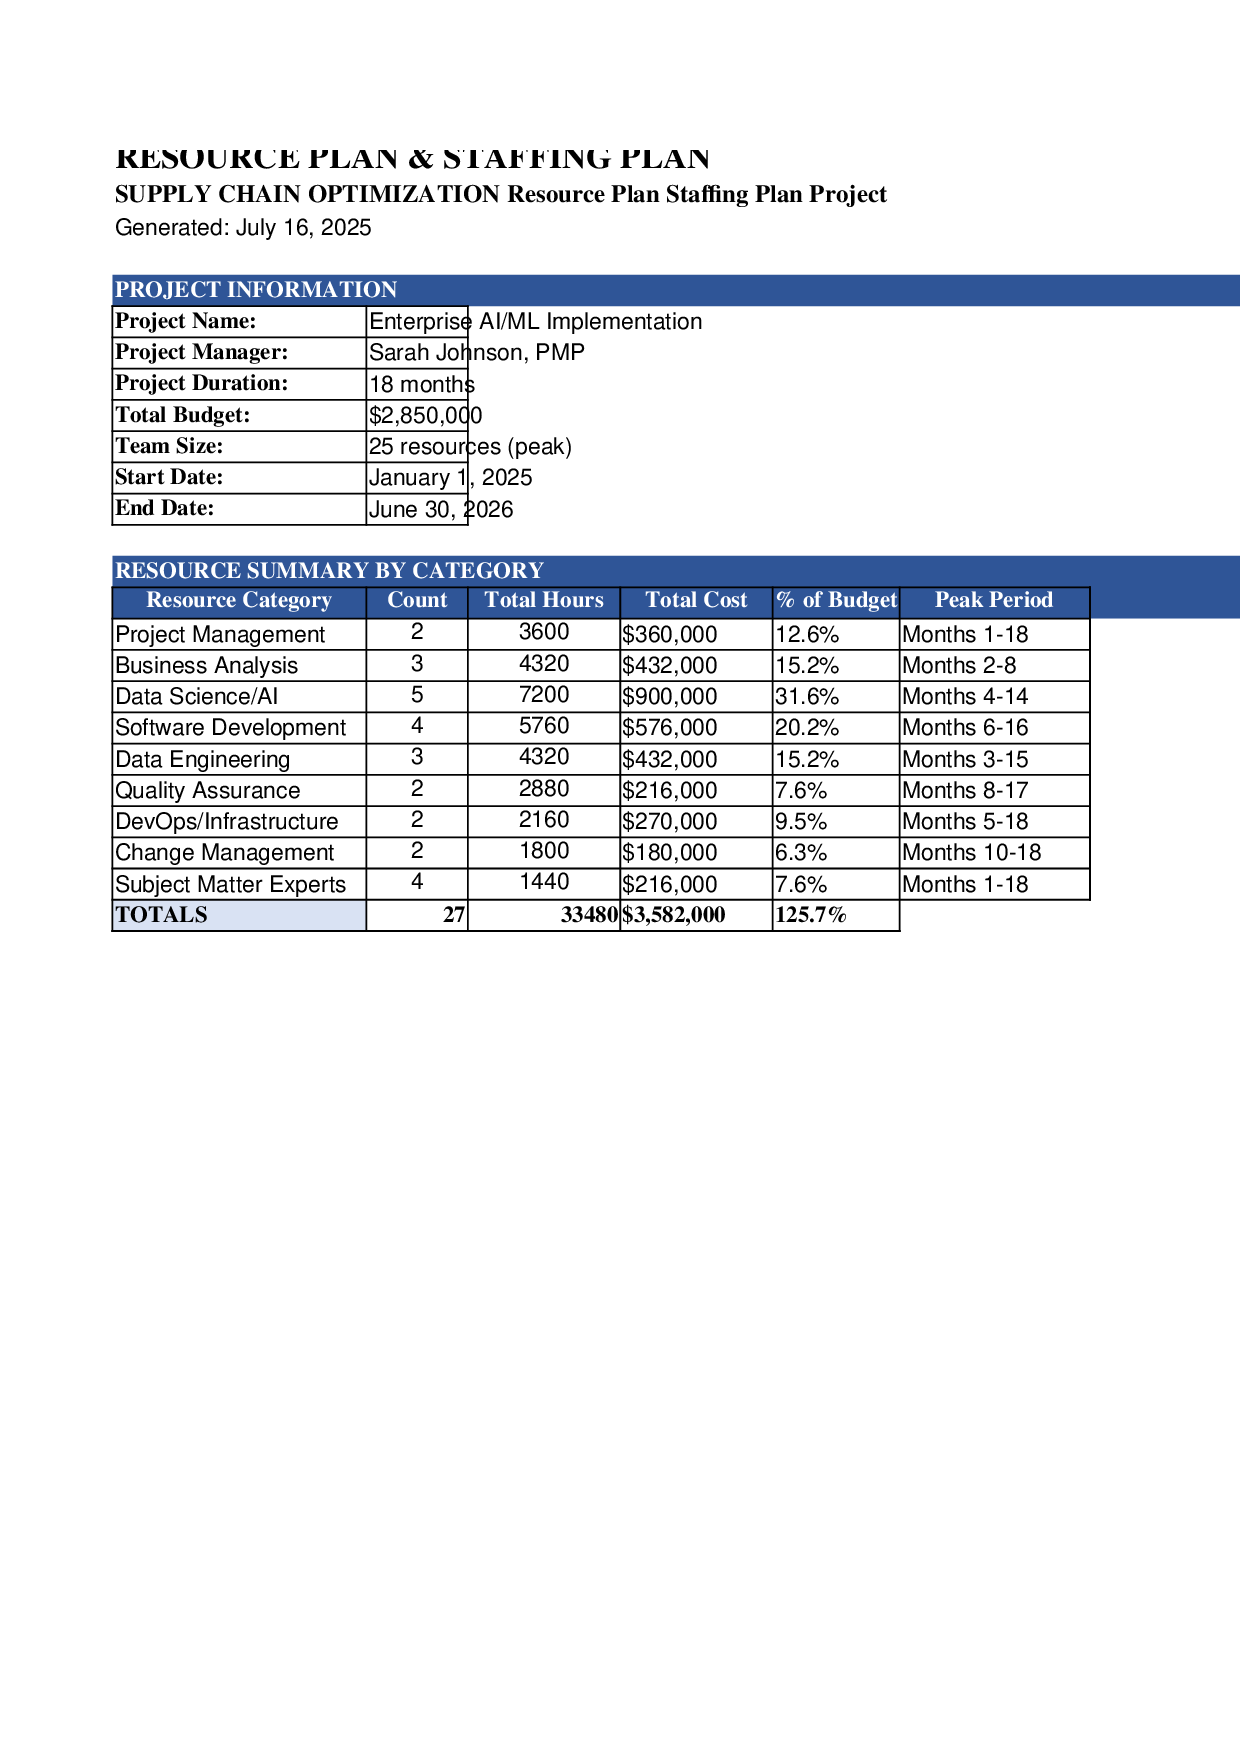 RESOURCE PLAN & STAFFING PLAN
SUPPLY CHAIN OPTIMIZATION Resource Plan Staffing Plan Project
Generated: July 16, 2025
PROJECT INFORMATION
Project Name: Enterprise AI/ML Implementation
Project Manager: Sarah Johnson, PMP
Project Duration: 18 months
Total Budget: $2,850,000
Team Size: 25 resources (peak)
Start Date: January 1, 2025
End Date: June 30, 2026
RESOURCE SUMMARY BY CATEGORY
Resource Category Count Total Hours Total Cost % of Budget Peak Period
Project Management 2 3600 $360,000 12.6% Months 1-18
Business Analysis 3 4320 $432,000 15.2% Months 2-8
Data Science/AI 5 7200 $900,000 31.6% Months 4-14
Software Development 4 5760 $576,000 20.2% Months 6-16
Data Engineering 3 4320 $432,000 15.2% Months 3-15
Quality Assurance 2 2880 $216,000 7.6% Months 8-17
DevOps/Infrastructure 2 2160 $270,000 9.5% Months 5-18
Change Management 2 1800 $180,000 6.3% Months 10-18
Subject Matter Experts 4 1440 $216,000 7.6% Months 1-18
TOTALS 27 33480 $3,582,000 125.7%